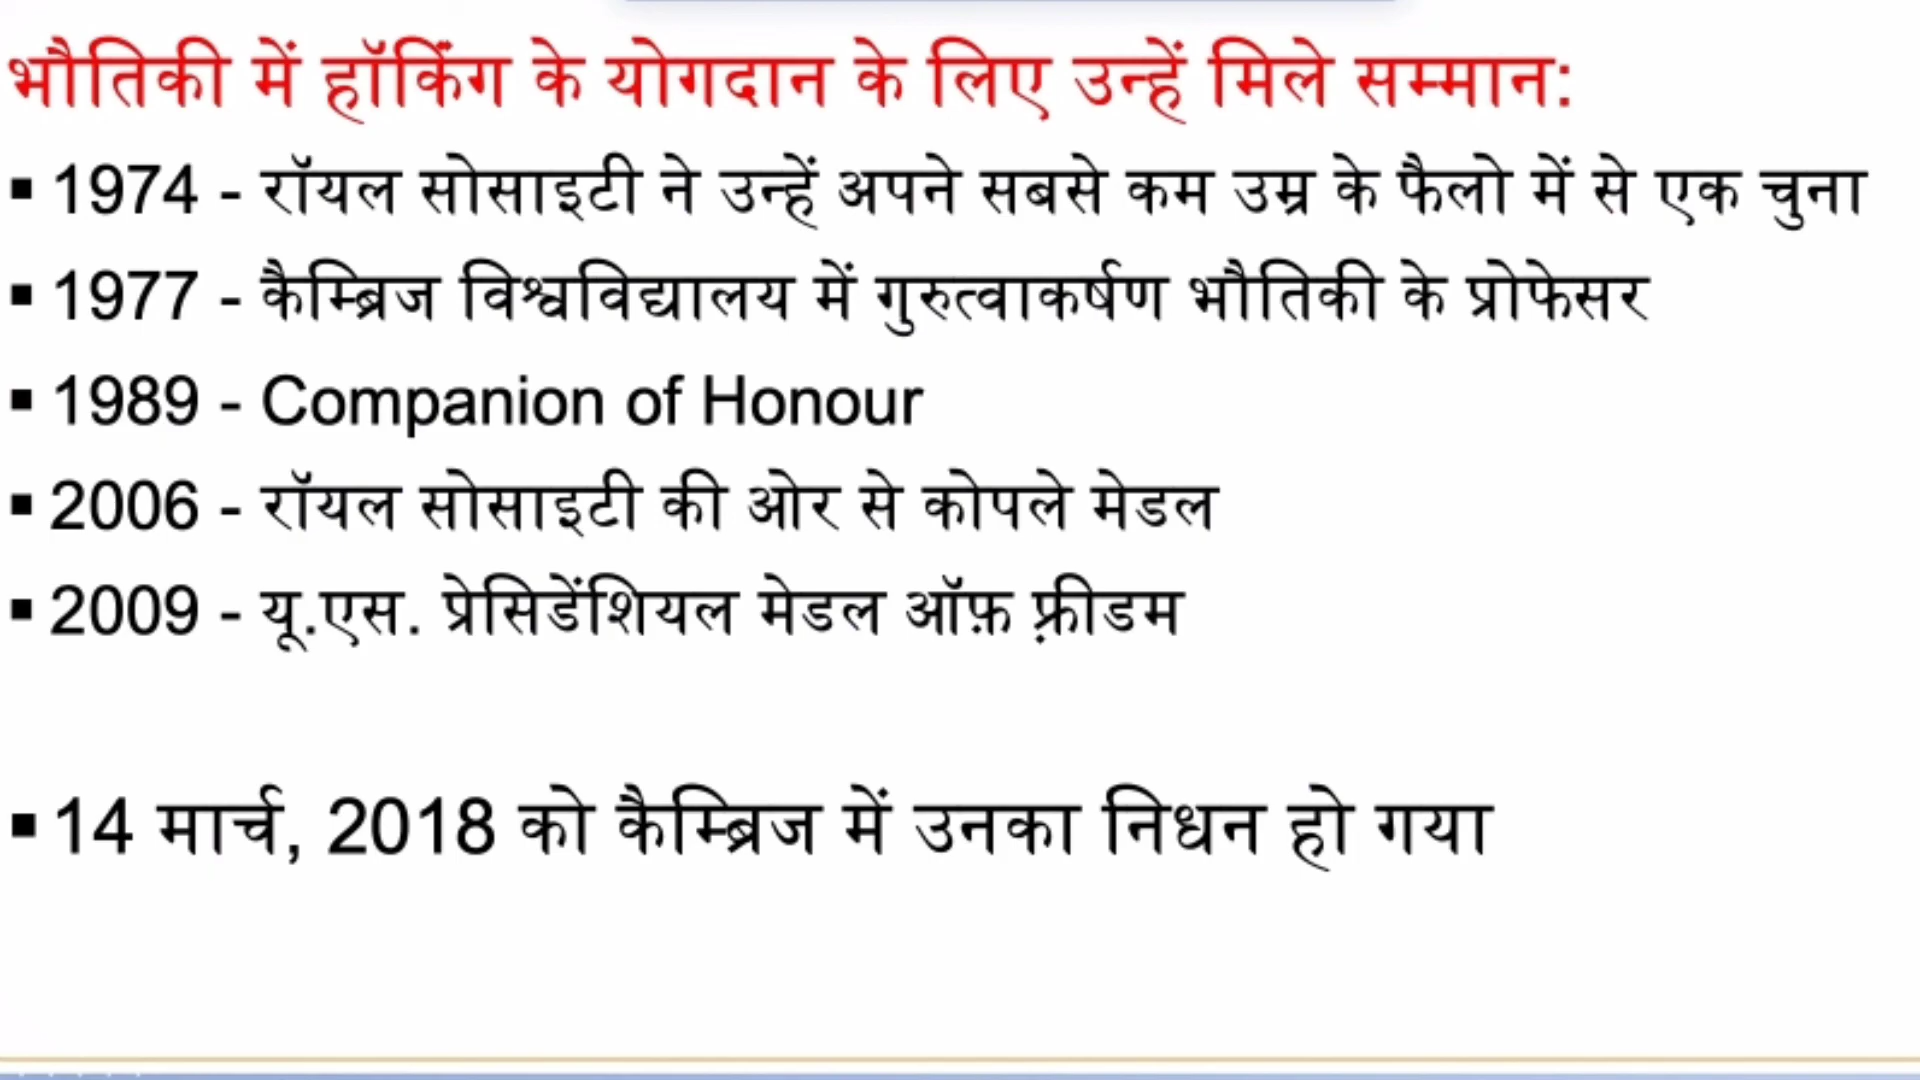 भौतिकी में हॉकिंग के योगदान के लिए उन्हें मिले सम्मान:
▪ 1974 - रॉयल सोसाइटी ने उन्हें अपने सबसे कम उम्र के फैलो में से एक चुना
▪ 1977 - कैम्ब्रिज विश्वविद्यालय में गुरुत्वाकर्षण भौतिकी के प्रोफेसर
▪ 1989 - Companion of Honour
▪ 2006 - रॉयल सोसाइटी की ओर से कोपले मेडल
▪ 2009 - यू.एस. प्रेसिडेंशियल मेडल ऑफ़ फ़्रीडम
▪ 14 मार्च, 2018 को कैम्ब्रिज में उनका निधन हो गया